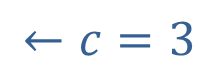 ← c = 3